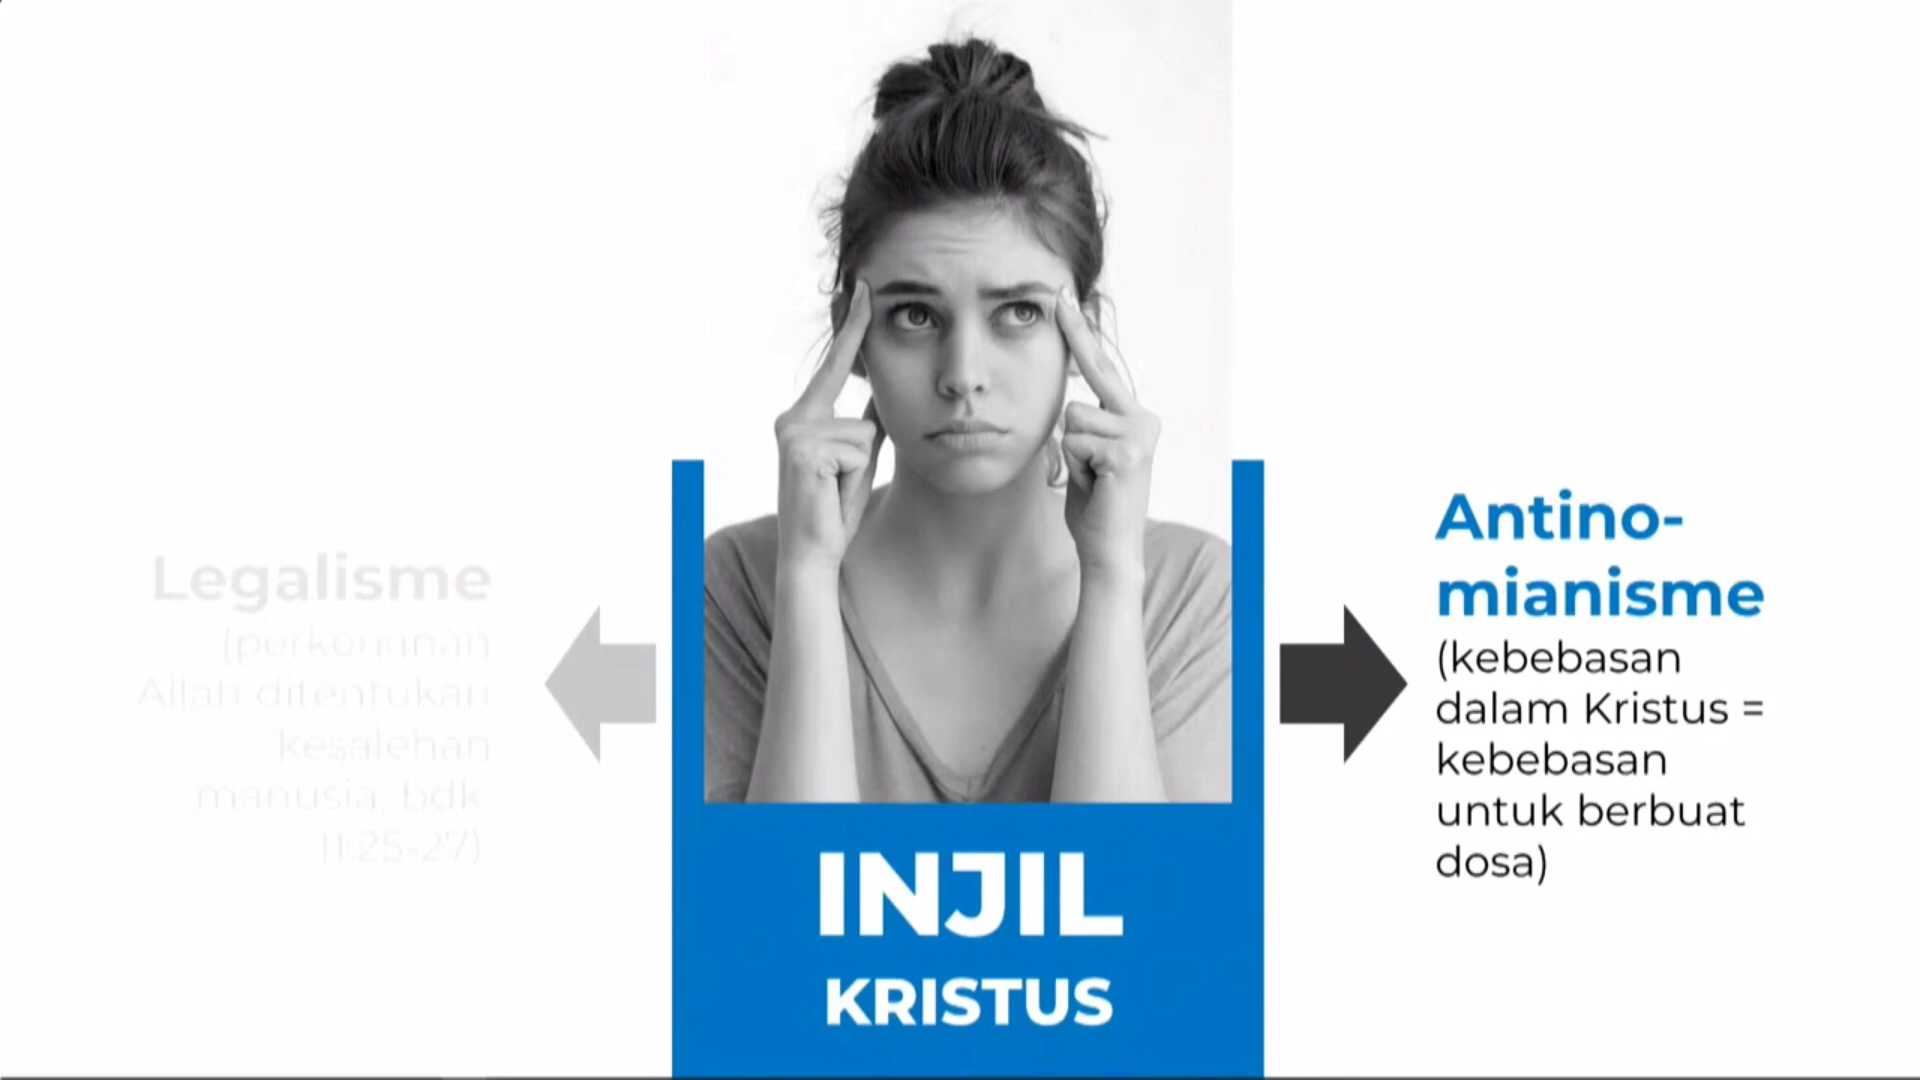 Legalisme
(perkenanan
Allah ditentukan
kesalehan
manusia, bdk
(1:25-27)
INJIL
KRISTUS
Antino-
mianisme
(kebebasan
dalam Kristus =
kebebasan
untuk berbuat
dosa)